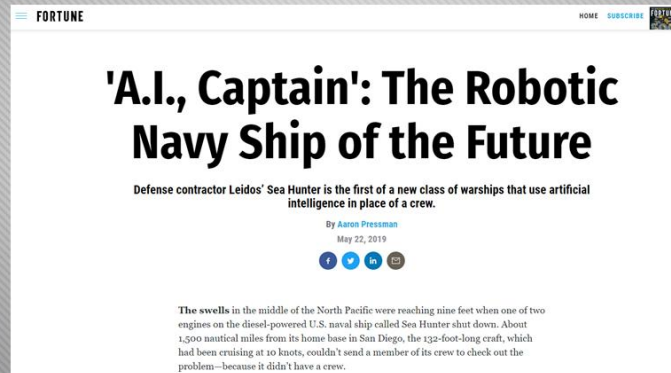 FORTUNE
HOME SUBSCRIBE
'A.I., Captain': The Robotic
Navy Ship of the Future
Defense contractor Leidos' Sea Hunter is the first of a new class of warships that use artificial
intelligence in place of a crew.
By Aaron Pressman
May 22, 2019
The swells in the middle of the North Pacific were reaching nine feet when one of two
engines on the diesel-powered U.S. naval ship called Sea Hunter shut down. About
1,500 nautical miles from its home base in San Diego, the 132-foot-long craft, which
had been cruising at 10 knots, couldn't send a member of its crew to check out the
problem—because it didn't have a crew.